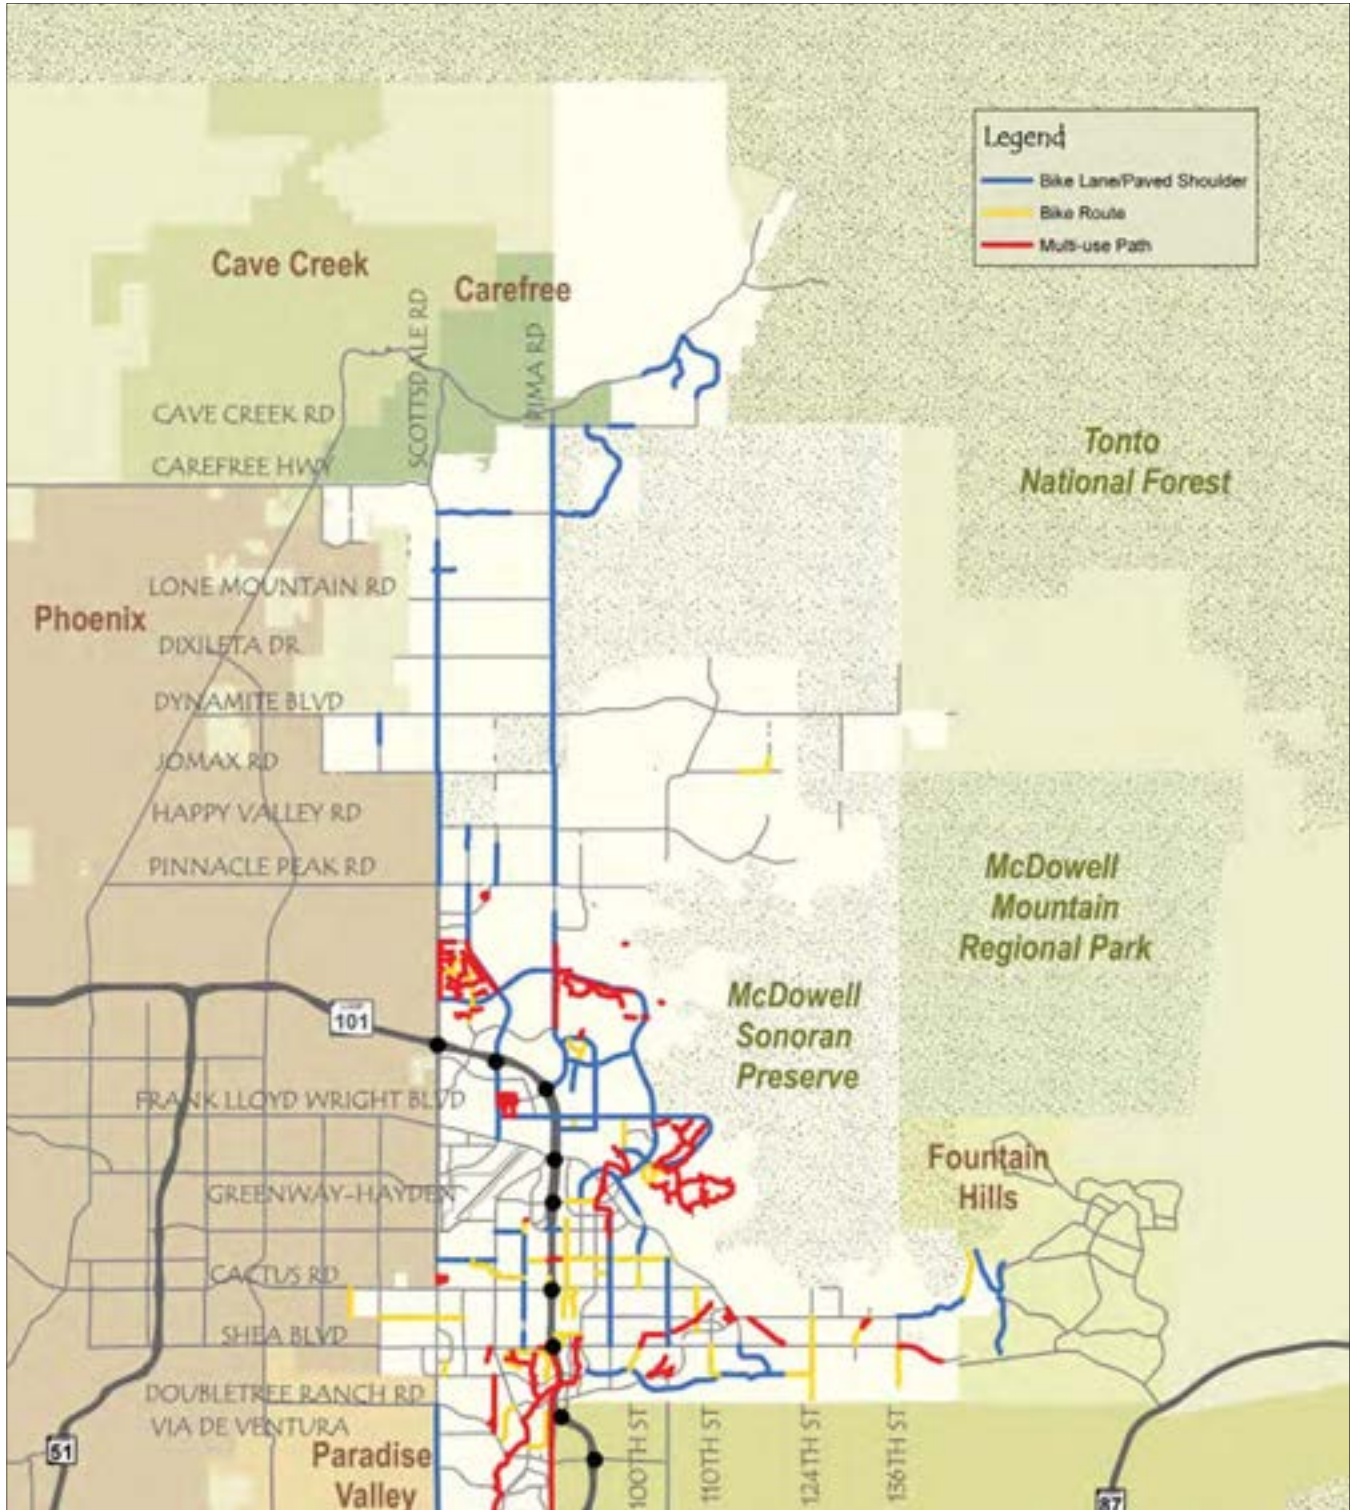 Legend
Bike Lane/Paved Shoulder
Bike Route
Multi-use Path
Cave Creek
Carefree
SCOTTSDALE RD
PIMA RD
CAVE CREEK RD
CAREFREE HWY
Tonto
National Forest
LONE MOUNTAIN RD
Phoenix
DIXILETA DR
DYNAMITE BLVD
JOMAX RD
HAPPY VALLEY RD
PINNACLE PEAK RD
McDowell
Mountain
Regional Park
McDowell
Sonoran
Preserve
101
FRANK LLOYD WRIGHT BLVD
Fountain
Hills
GREENWAY-HAYDEN
CACTUS RD
SHEA BLVD
DOUBLETREE RANCH RD
VIA DE VENTURA
100TH ST
110TH ST
124TH ST
136TH ST
51
Paradise
Valley
87